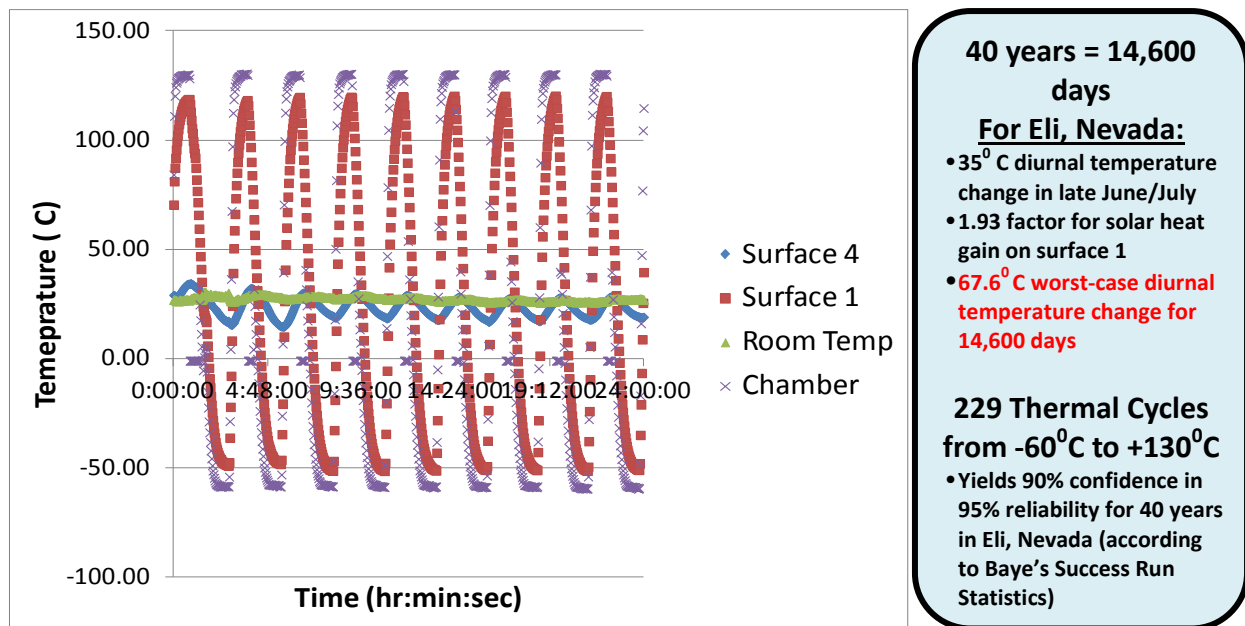 150.00
100.00
50.00
0.00
-50.00
-100.00
Temeprature ( C)
0:00:00 4:48:00 9:36:00 14:24:00 19:12:00 24:00:00
Time (hr:min:sec)
Surface 4
Surface 1
Room Temp
Chamber
40 years = 14,600
days
For Eli, Nevada:
•35⁰ C diurnal temperature
change in late June/July
•1.93 factor for solar heat
gain on surface 1
•67.6⁰ C worst-case diurnal
temperature change for
14,600 days
229 Thermal Cycles
from -60⁰C to +130⁰C
•Yields 90% confidence in
95% reliability for 40 years
in Eli, Nevada (according
to Baye’s Success Run
Statistics)